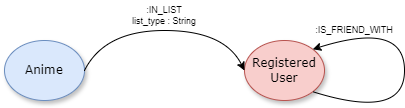 :IN_LIST
list_type : String
:IS_FRIEND_WITH
Anime
Registered
User